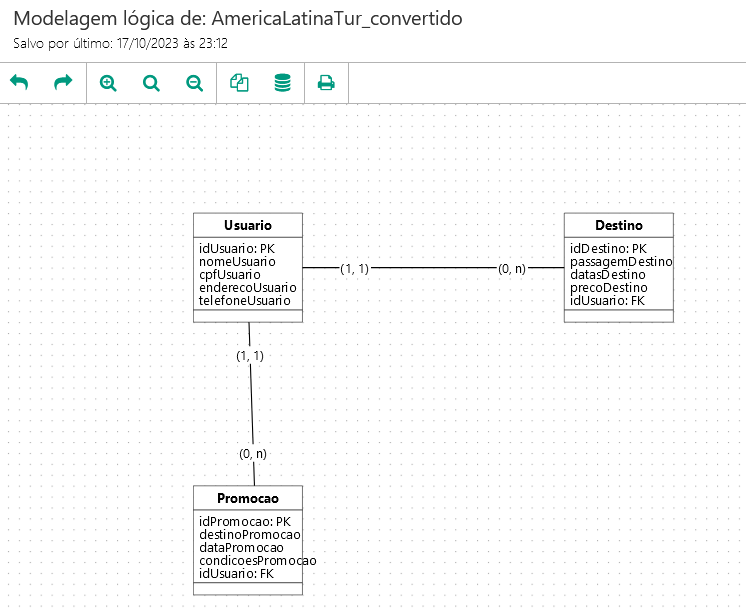 Modelagem lógica de: AmericaLatinaTur_convertido
Salvo por último: 17/10/2023 às 23:12
Usuario
idUsuario: PK
nomeUsuario
cpfUsuario
enderecoUsuario
telefoneUsuario
(1, 1)
(0, n)
Destino
idDestino: PK
passagemDestino
datasDestino
precoDestino
idUsuario: FK
(1, 1)
(0, n)
Promocao
idPromocao: PK
destinoPromocao
dataPromocao
condicoesPromocao
idUsuario: FK